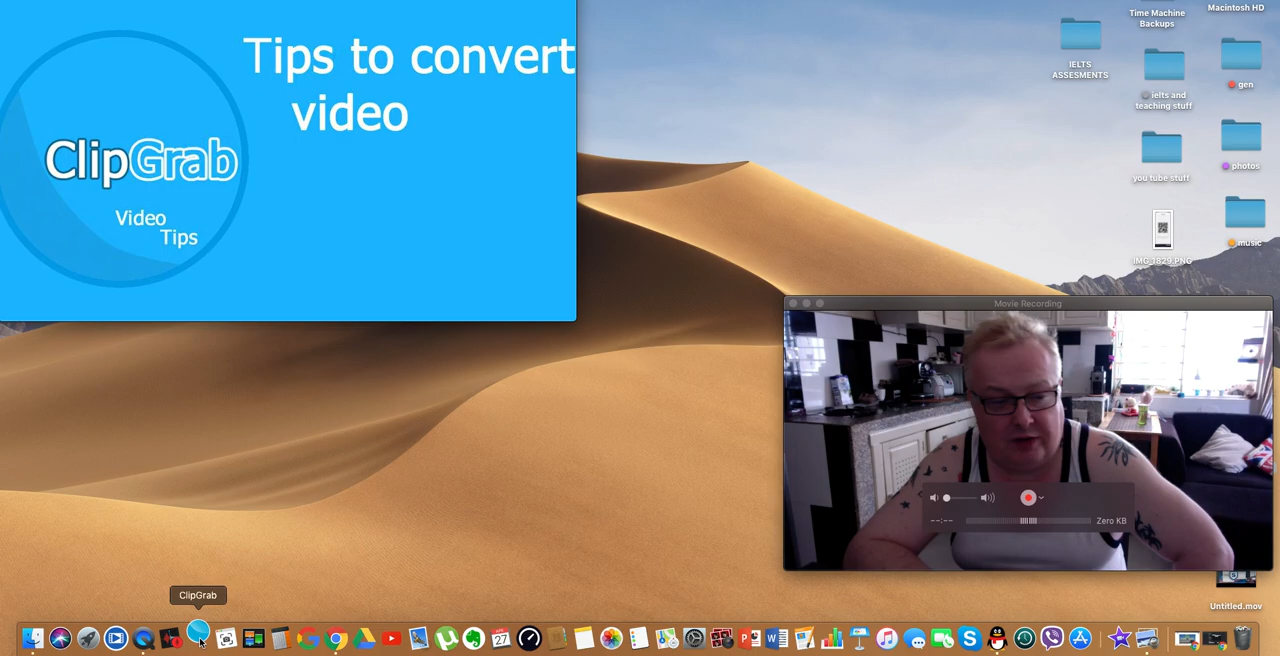 Tips to convert
video
ClipGrab
Video
Tips
Time Machine
Backups
Macintosh HD
IELTS
ASSESMENTS
gen
ielts and
teaching stuff
photos
you tube stuff
music
IMG_1829.PNG
Movie Recording
--:--
Zero KB
Untitled.mov
ClipGrab
27